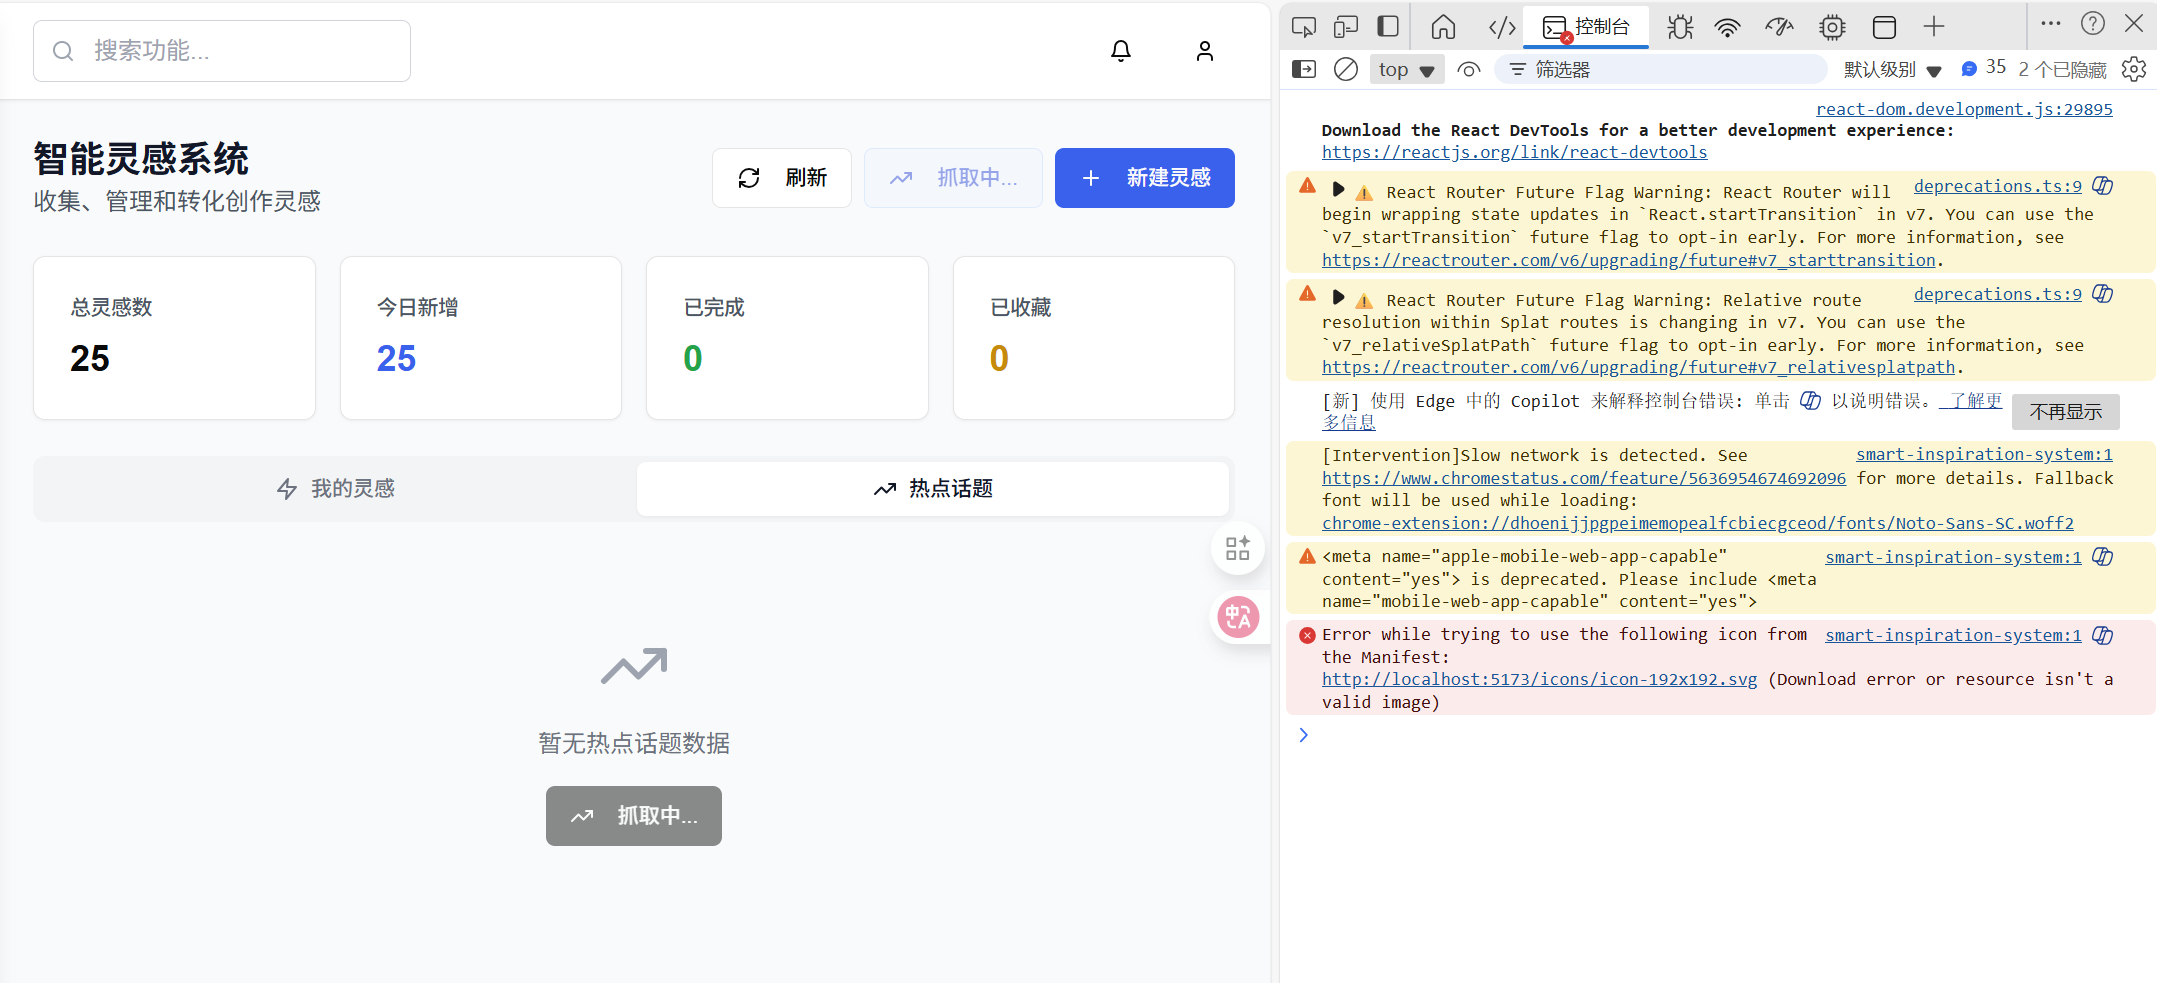 搜索功能...
智能灵感系统
收集、管理和转化创作灵感
刷新
抓取中...
新建灵感
总灵感数
25
今日新增
25
已完成
0
已收藏
0
我的灵感
热点话题
暂无热点话题数据
抓取中...
控制台
top
筛选器
默认级别
35
2 个已隐藏
react-dom.development.js:29895
Download the React DevTools for a better development experience:
https://reactjs.org/link/react-devtools
React Router Future Flag Warning: React Router will
deprecations.ts:9
begin wrapping state updates in `React.startTransition` in v7. You can use the
`v7_startTransition` future flag to opt-in early. For more information, see
https://reactrouter.com/v6/upgrading/future#v7_starttransition.
React Router Future Flag Warning: Relative route
deprecations.ts:9
resolution within Splat routes is changing in v7. You can use the
`v7_relativeSplatPath` future flag to opt-in early. For more information, see
https://reactrouter.com/v6/upgrading/future#v7_relativesplatpath.
[新] 使用 Edge 中的 Copilot 来解释控制台错误: 单击 以说明错误。 了解更
多信息
不再显示
[Intervention]Slow network is detected. See
smart-inspiration-system:1
https://www.chromestatus.com/feature/5636954674692096 for more details. Fallback
font will be used while loading:
chrome-extension://dhoenijjpgpeimemopealfcbiecgceod/fonts/Noto-Sans-SC.woff2
<meta name="apple-mobile-web-app-capable"
smart-inspiration-system:1
content="yes"> is deprecated. Please include <meta
name="mobile-web-app-capable" content="yes">
Error while trying to use the following icon from
smart-inspiration-system:1
the Manifest:
http://localhost:5173/icons/icon-192x192.svg (Download error or resource isn't a
valid image)